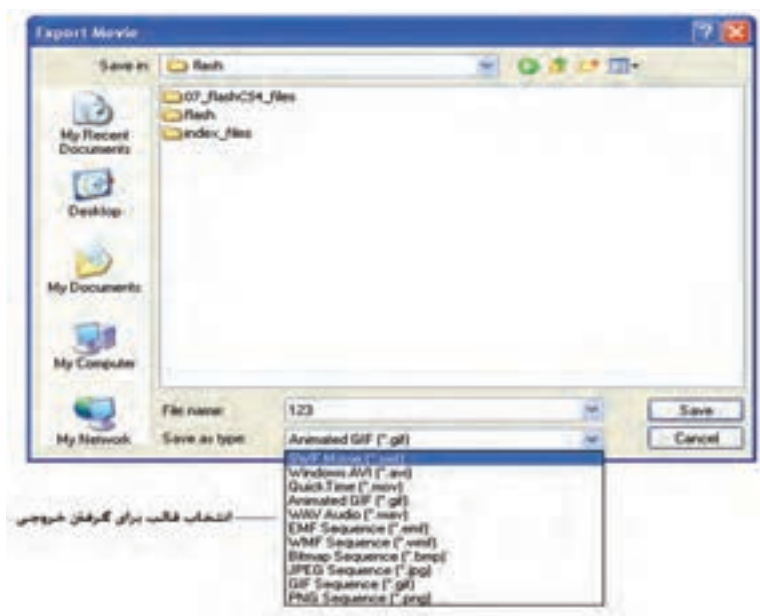 Export Movie
Save in: flash
07_flashCS4_files
flash
index_files
My Recent
Documents
Desktop
My Documents
My Computer
My Network
File name: 123 Save
Save as type: Animated GIF (*.gif) Cancel
SWF Movie (*.swf)
Windows AVI (*.avi)
QuickTime (*.mov)
Animated GIF (*.gif)
WAV Audio (*.wav)
EMF Sequence (*.emf)
WMF Sequence (*.wmf)
Bitmap Sequence (*.bmp)
JPEG Sequence (*.jpg)
GIF Sequence (*.gif)
PNG Sequence (*.png)
انتخاب قالب برای گرفتن خروجی